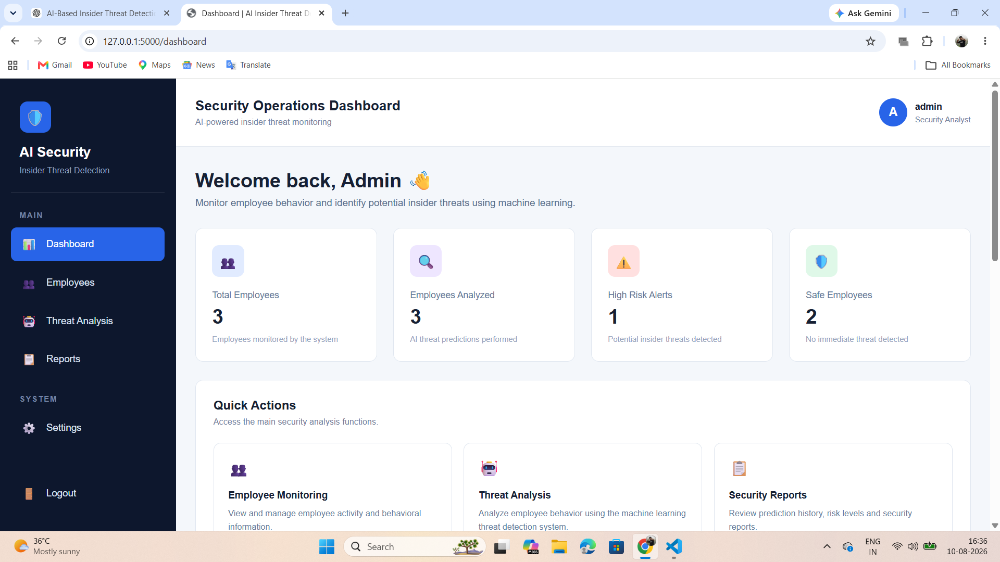 AI-Based Insider Threat Detecti
Dashboard | AI Insider Threat D
Ask Gemini
127.0.0.1:5000/dashboard
Gmail
YouTube
Maps
News
Translate
All Bookmarks
AI Security
Insider Threat Detection
MAIN
Dashboard
Employees
Threat Analysis
Reports
SYSTEM
Settings
Logout
Security Operations Dashboard
AI-powered insider threat monitoring
A
admin
Security Analyst
Welcome back, Admin 👋
Monitor employee behavior and identify potential insider threats using machine learning.
Total Employees
3
Employees monitored by the system
Employees Analyzed
3
AI threat predictions performed
High Risk Alerts
1
Potential insider threats detected
Safe Employees
2
No immediate threat detected
Quick Actions
Access the main security analysis functions.
Employee Monitoring
View and manage employee activity and behavioral
information.
Threat Analysis
Analyze employee behavior using the machine learning
threat detection system.
Security Reports
Review prediction history, risk levels and security
reports.
36°C
Mostly sunny
Search
M365
ENG
IN
16:36
10-08-2026